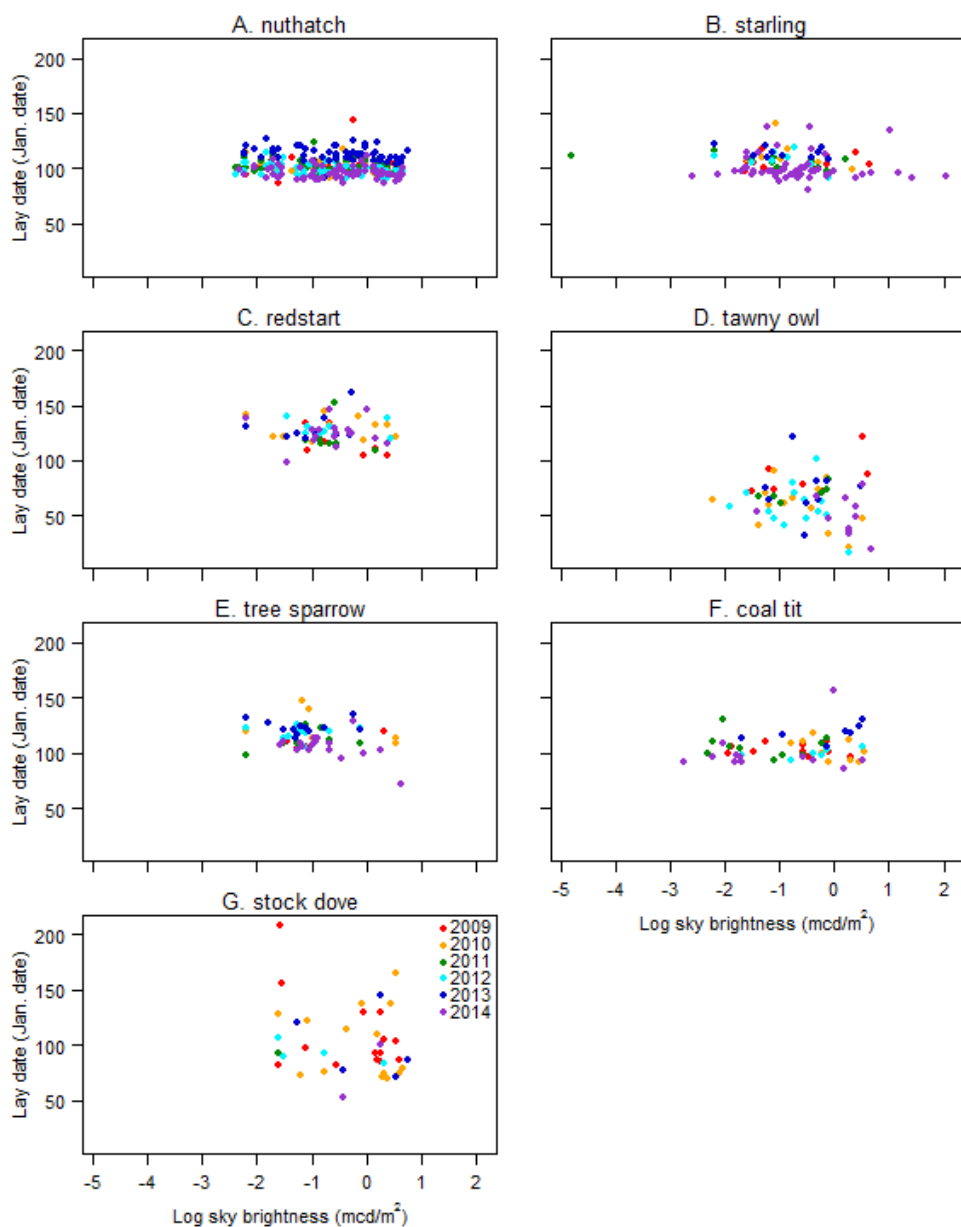 A. nuthatch
B. starling
Lay date (Jan. date)
200
150
100
50
C. redstart
D. tawny owl
Lay date (Jan. date)
200
150
100
50
E. tree sparrow
F. coal tit
Lay date (Jan. date)
200
150
100
50
-5 -4 -3 -2 -1 0 1 2
Log sky brightness (mcd/m²)
G. stock dove
Lay date (Jan. date)
200
150
100
50
2009
2010
2011
2012
2013
2014
-5 -4 -3 -2 -1 0 1 2
Log sky brightness (mcd/m²)